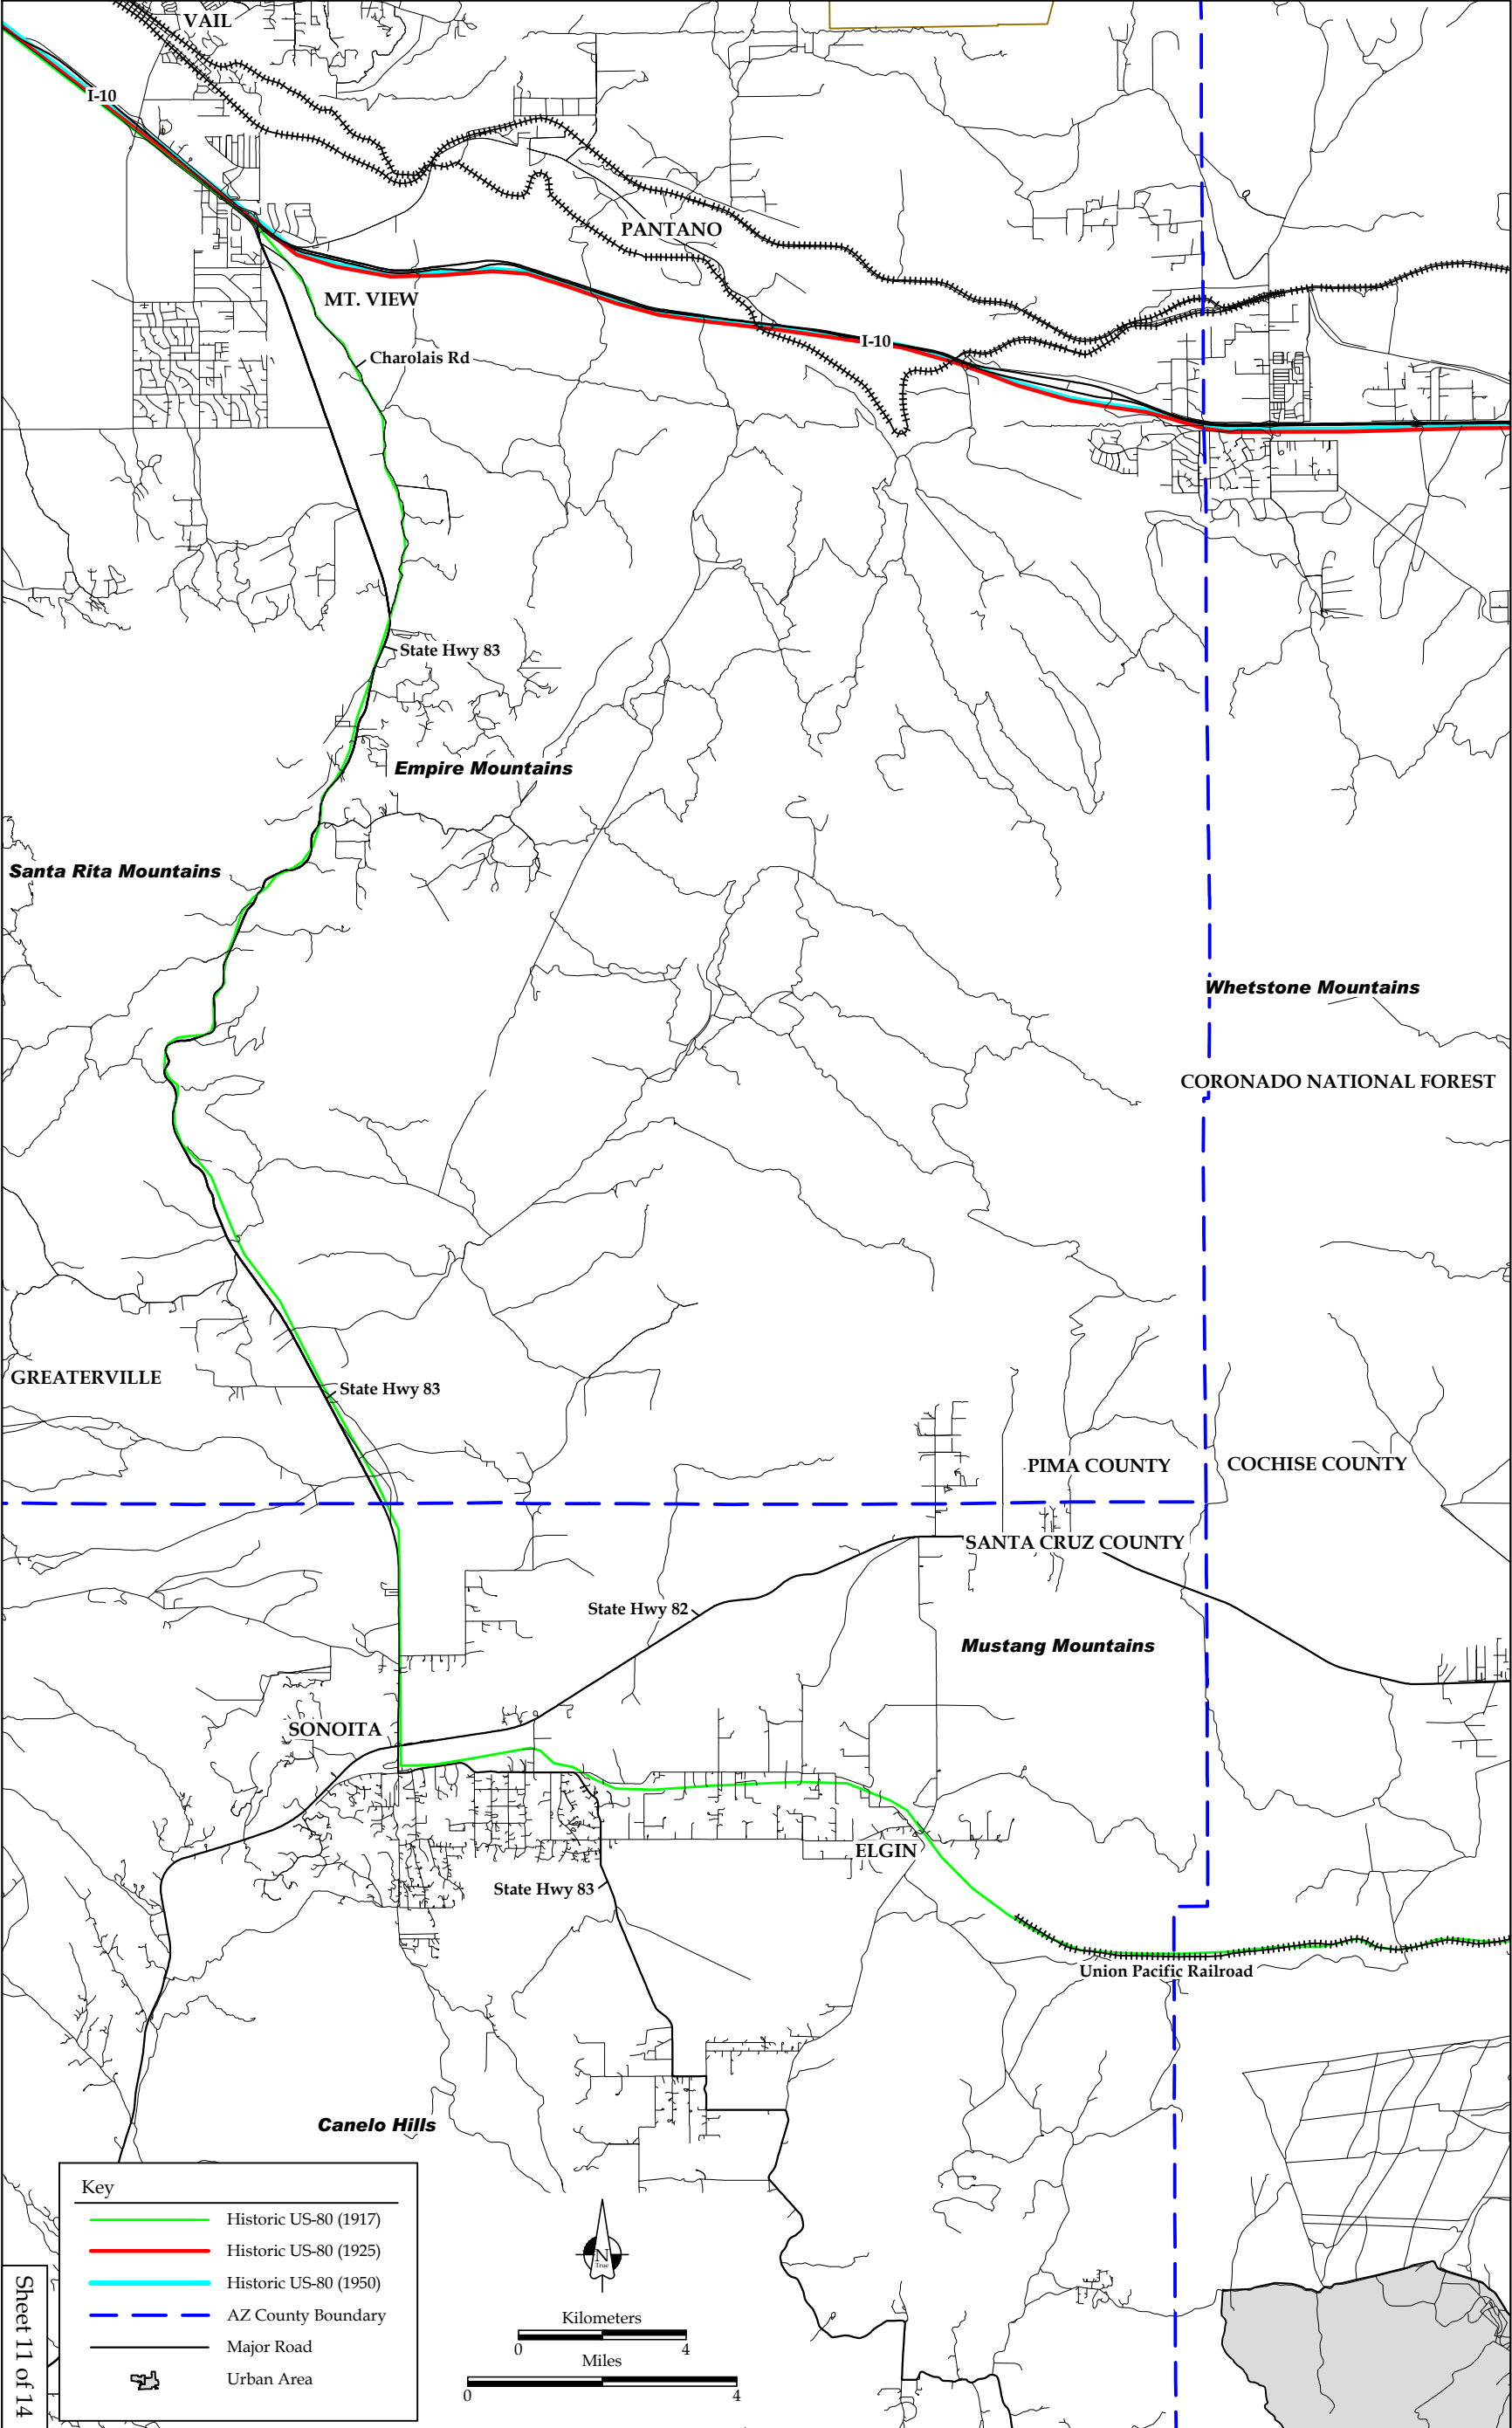 VAIL
I-10
PANTANO
MT. VIEW
I-10
Charolais Rd
State Hwy 83
Empire Mountains
Santa Rita Mountains
Whetstone Mountains
CORONADO NATIONAL FOREST
GREATERVILLE
State Hwy 83
PIMA COUNTY
COCHISE COUNTY
SANTA CRUZ COUNTY
State Hwy 82
Mustang Mountains
SONOITA
ELGIN
State Hwy 83
Union Pacific Railroad
Canelo Hills
Key
Historic US-80 (1917)
Historic US-80 (1925)
Historic US-80 (1950)
AZ County Boundary
Major Road
Urban Area
N
True
Kilometers
0 4
Miles
0 4
Sheet 11 of 14